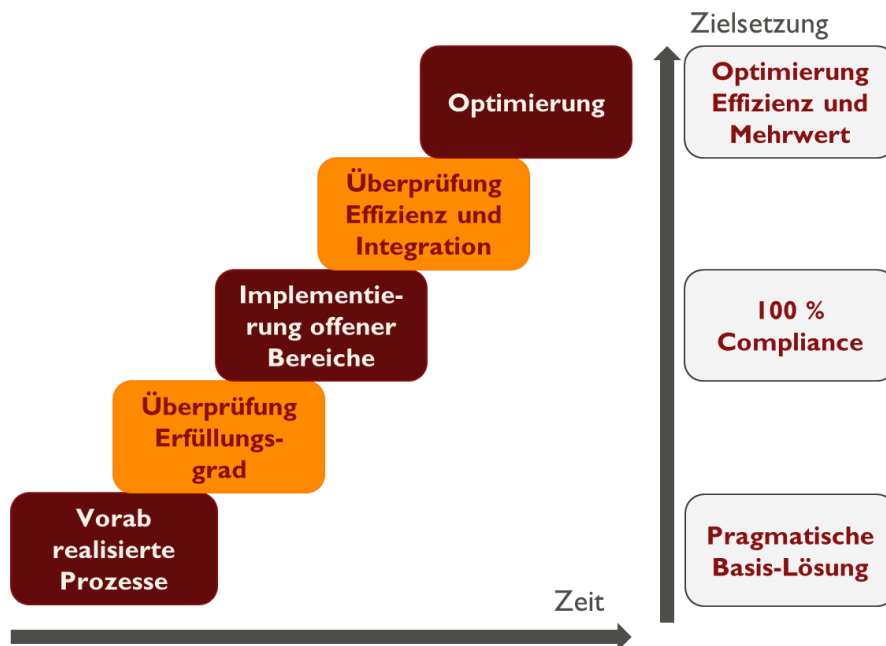 Zielsetzung
Optimierung
Optimierung
Effizienz und
Mehrwert
Überprüfung
Effizienz und
Integration
Implementie-
rung offener
Bereiche
100 %
Compliance
Überprüfung
Erfüllungs-
grad
Vorab
realisierte
Prozesse
Pragmatische
Basis-Lösung
Zeit